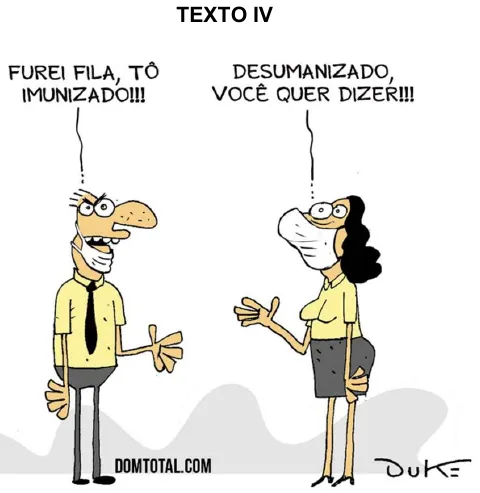 TEXTO IV
FUREI FILA, TÔ
IMUNIZADO!!!
DESUMANIZADO,
VOCÊ QUER DIZER!!!
DOMTOTAL.COM
DUKE